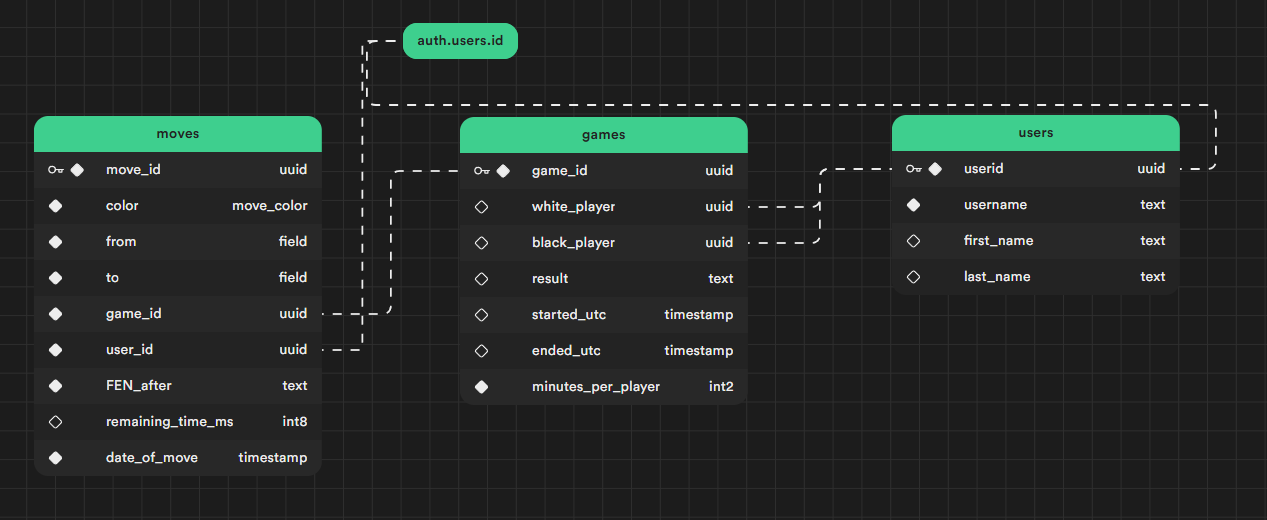 auth.users.id
moves
move_id uuid
color move_color
from field
to field
game_id uuid
user_id uuid
FEN_after text
remaining_time_ms int8
date_of_move timestamp
games
game_id uuid
white_player uuid
black_player uuid
result text
started_utc timestamp
ended_utc timestamp
minutes_per_player int2
users
userid uuid
username text
first_name text
last_name text